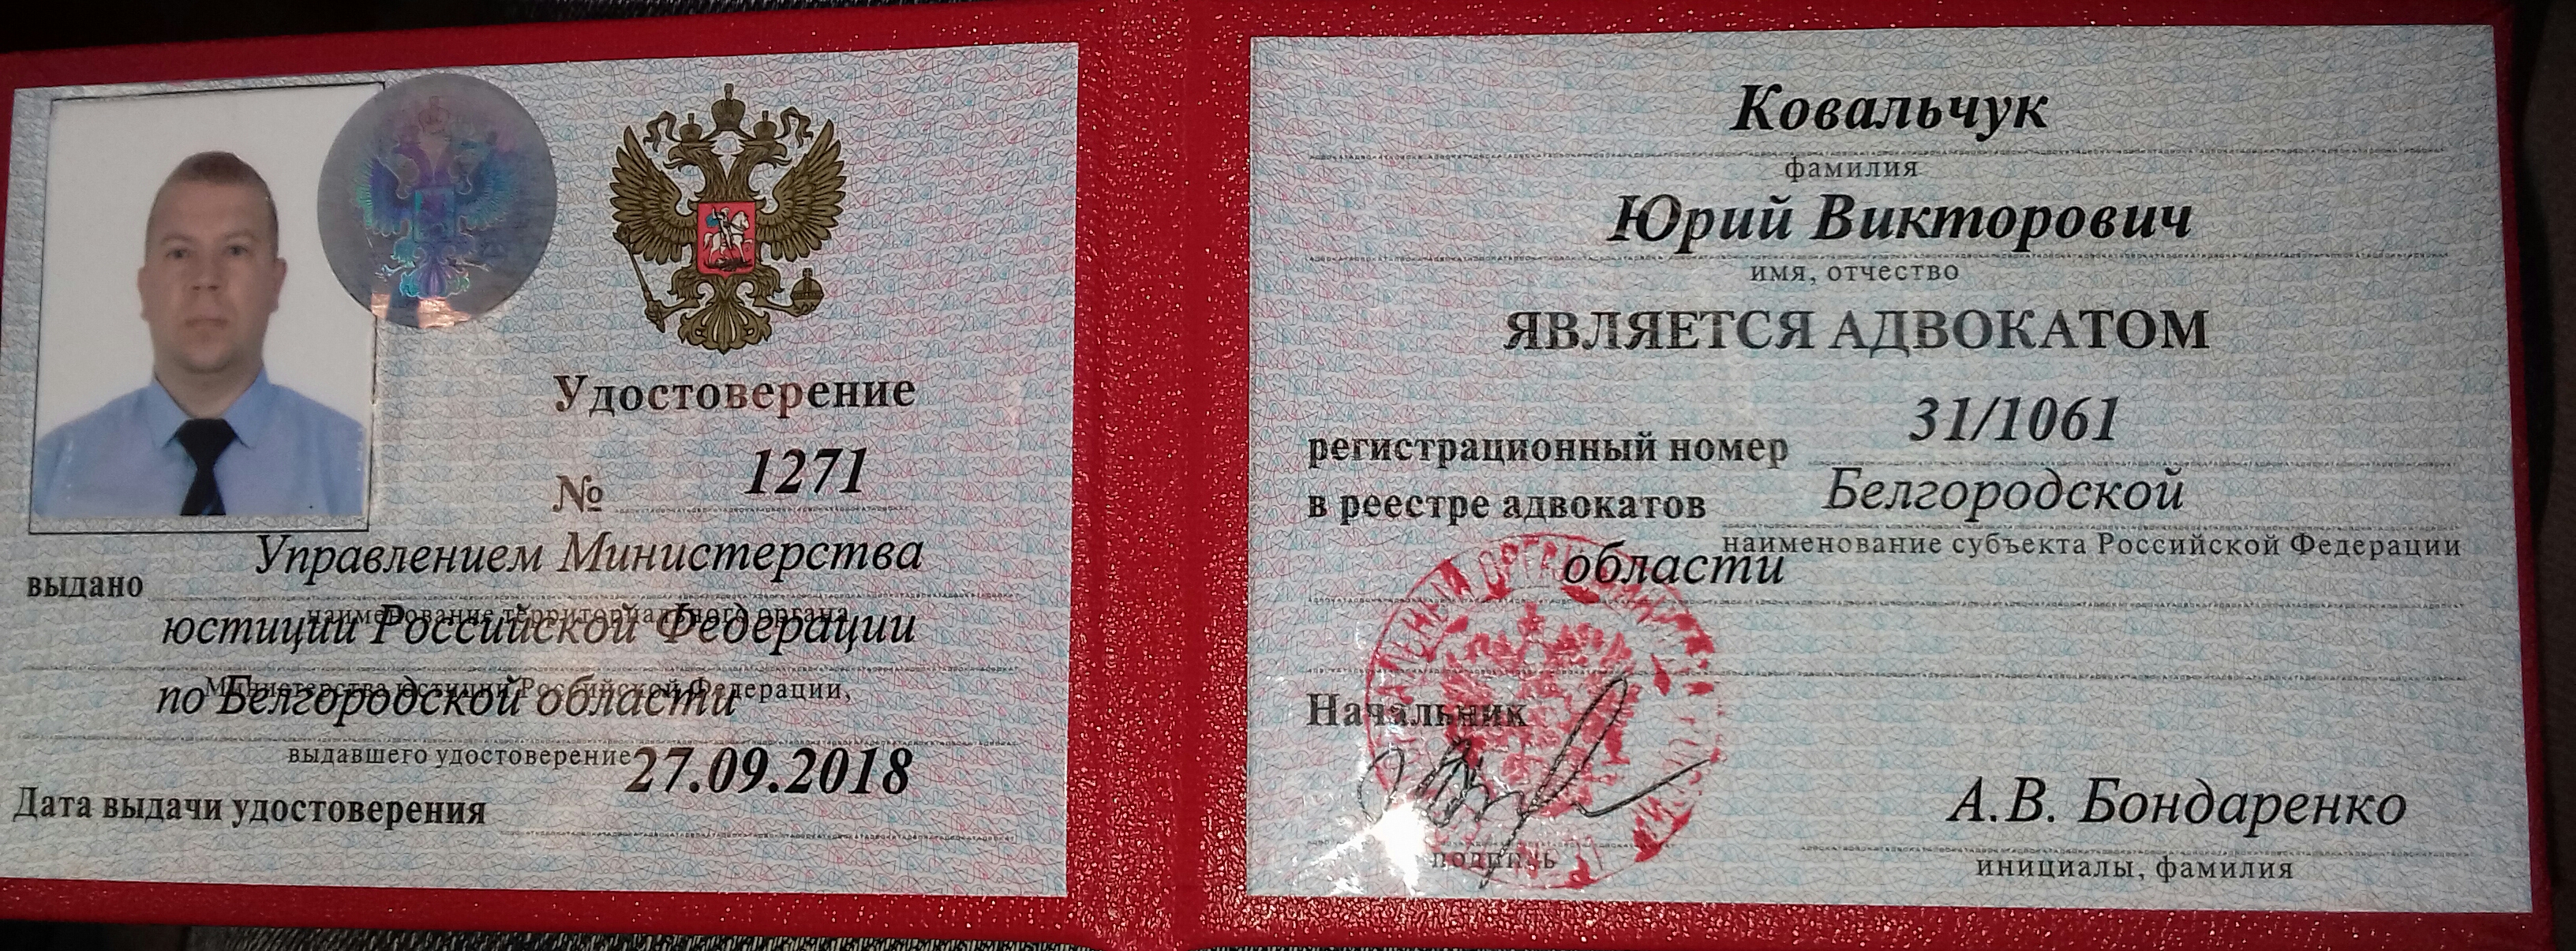 Удостоверение
№ 1271
выдано Управлением Министерства
наименование территориального органа
юстиции Российской Федерации
Министерства юстиции Российской Федерации,
по Белгородской области
выдавшего удостоверение
Дата выдачи удостоверения 27.09.2018
Ковальчук
фамилия
Юрий Викторович
имя, отчество
ЯВЛЯЕТСЯ АДВОКАТОМ
регистрационный номер 31/1061
в реестре адвокатов Белгородской
наименование субъекта Российской Федерации
области
Начальник
подпись
А.В. Бондаренко
инициалы, фамилия